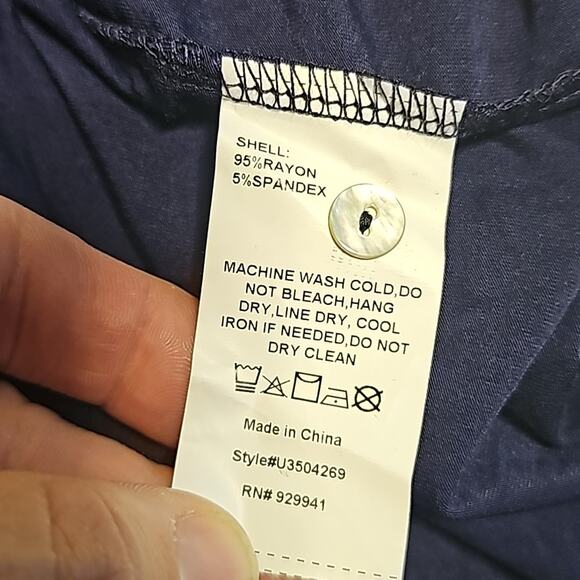 SHELL:
95%RAYON
5%SPANDEX
MACHINE WASH COLD,DO
NOT BLEACH,HANG
DRY,LINE DRY, COOL
IRON IF NEEDED,DO NOT
DRY CLEAN
Made in China
Style#U3504269
RN# 929941